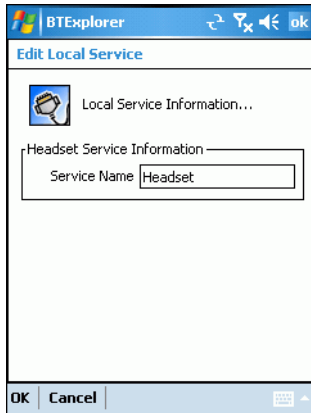 BTExplorer ok
Edit Local Service
Local Service Information...
Headset Service Information
Service Name Headset
OK Cancel